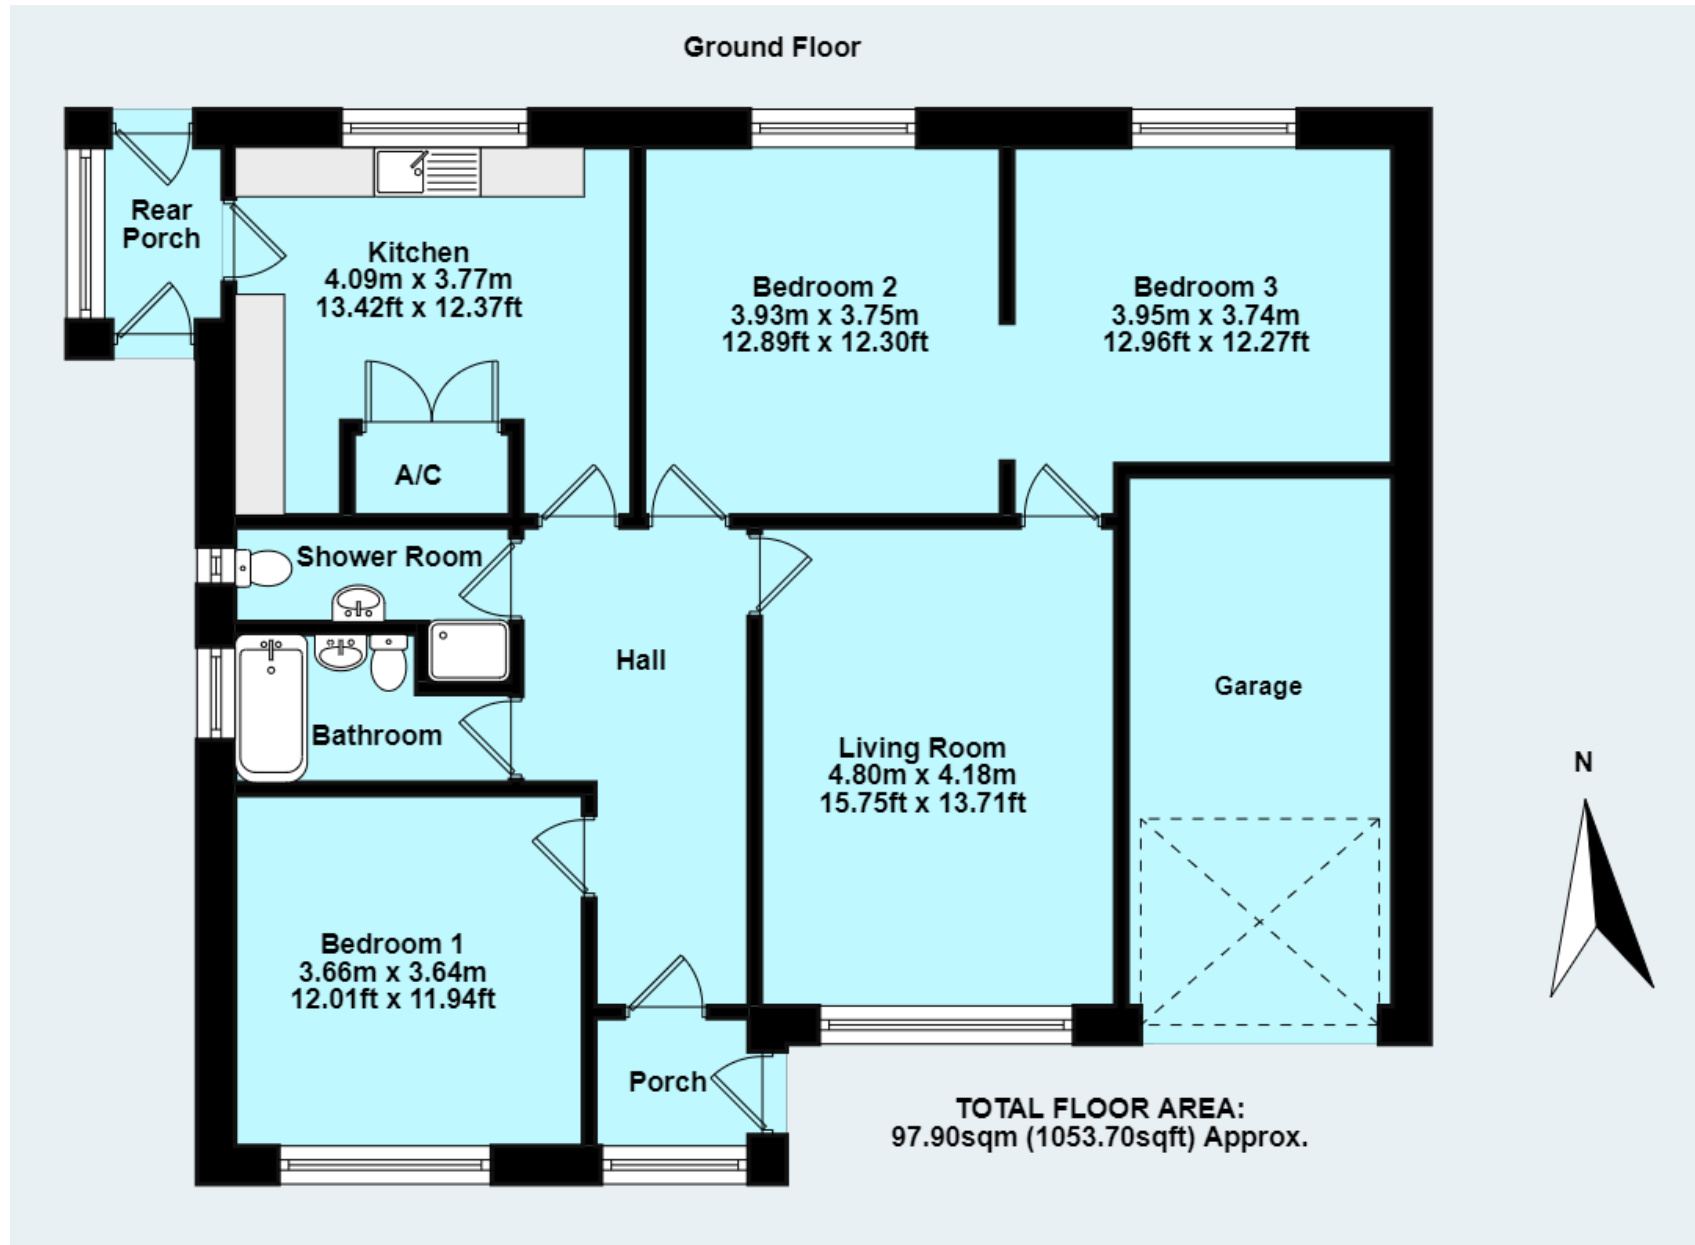 Ground Floor
Rear
Porch
Kitchen
4.09m x 3.77m
13.42ft x 12.37ft
Bedroom 2
3.93m x 3.75m
12.89ft x 12.30ft
Bedroom 3
3.95m x 3.74m
12.96ft x 12.27ft
A/C
Shower Room
Hall
Garage
Bathroom
Living Room
4.80m x 4.18m
15.75ft x 13.71ft
N
Bedroom 1
3.66m x 3.64m
12.01ft x 11.94ft
Porch
TOTAL FLOOR AREA:
97.90sqm (1053.70sqft) Approx.